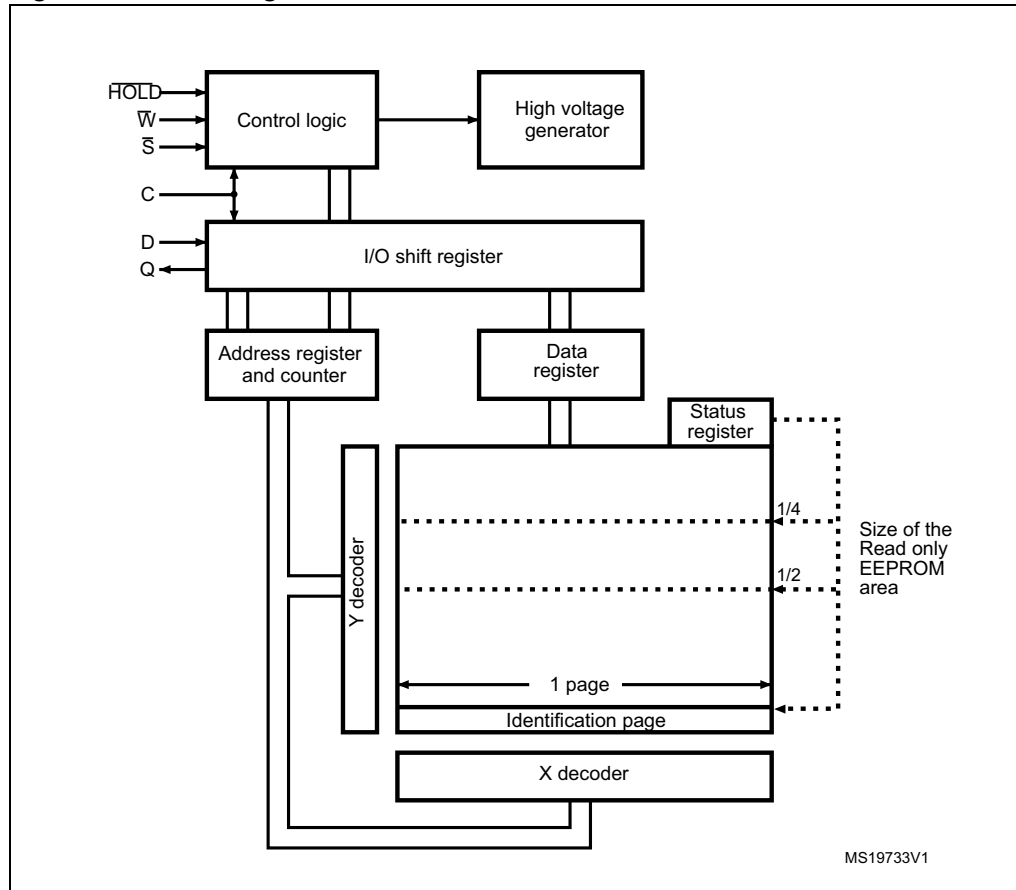 HOLD
W
S
C
D
Q
Control logic
High voltage
generator
I/O shift register
Address register
and counter
Data
register
Status
register
1/4
1/2
Size of the
Read only
EEPROM
area
Y decoder
1 page
Identification page
X decoder
MS19733V1